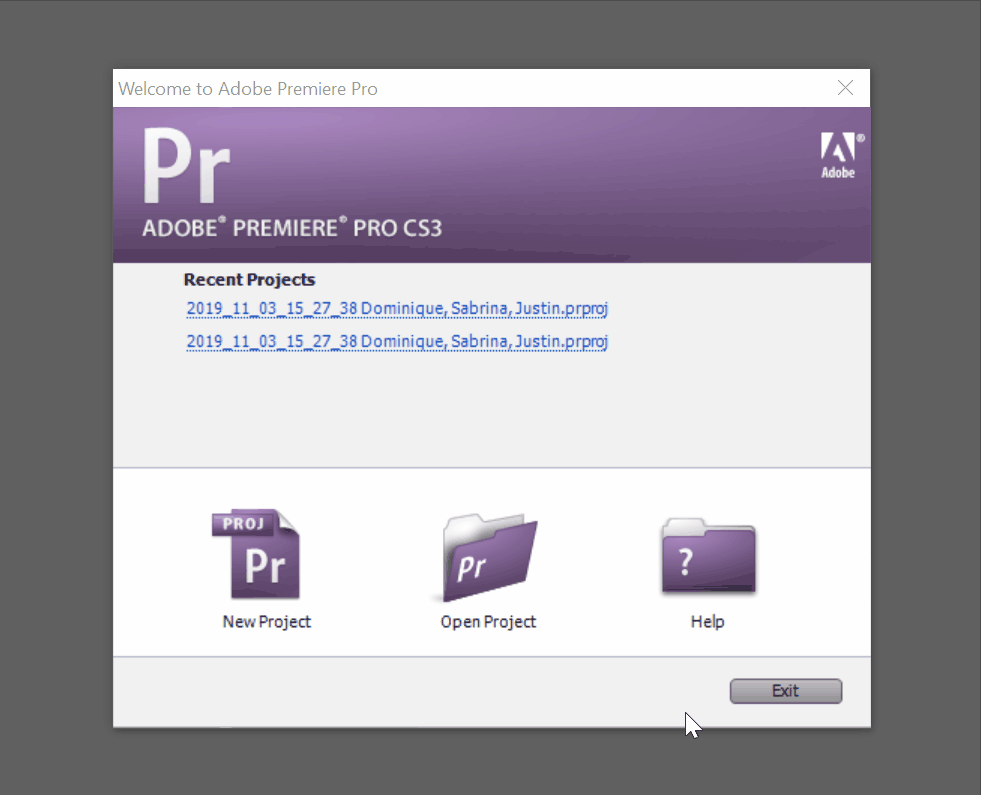 Welcome to Adobe Premiere Pro
Pr
Adobe®
ADOBE® PREMIERE® PRO CS3
Recent Projects
2019_11_03_15_27_38 Dominique, Sabrina, Justin.prproj
2019_11_03_15_27_38 Dominique, Sabrina, Justin.prproj
PROJ
Pr
Pr
?
New Project
Open Project
Help
Exit